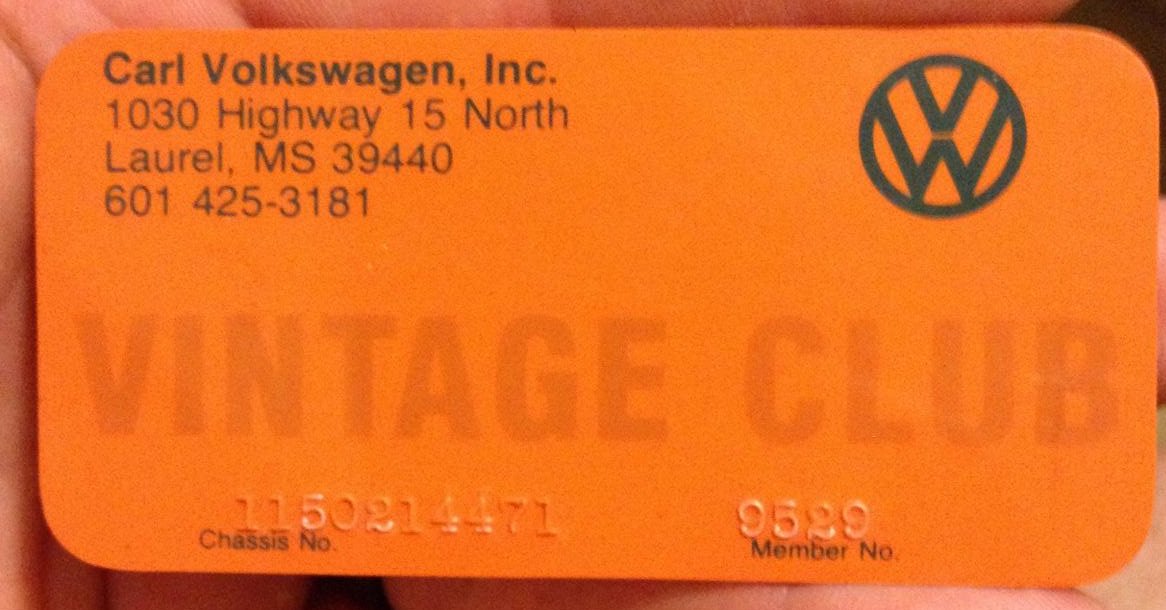 Carl Volkswagen, Inc.
1030 Highway 15 North
Laurel, MS 39440
601 425-3181
VW
VINTAGE CLUB
1150214471 9529
Chassis No. Member No.